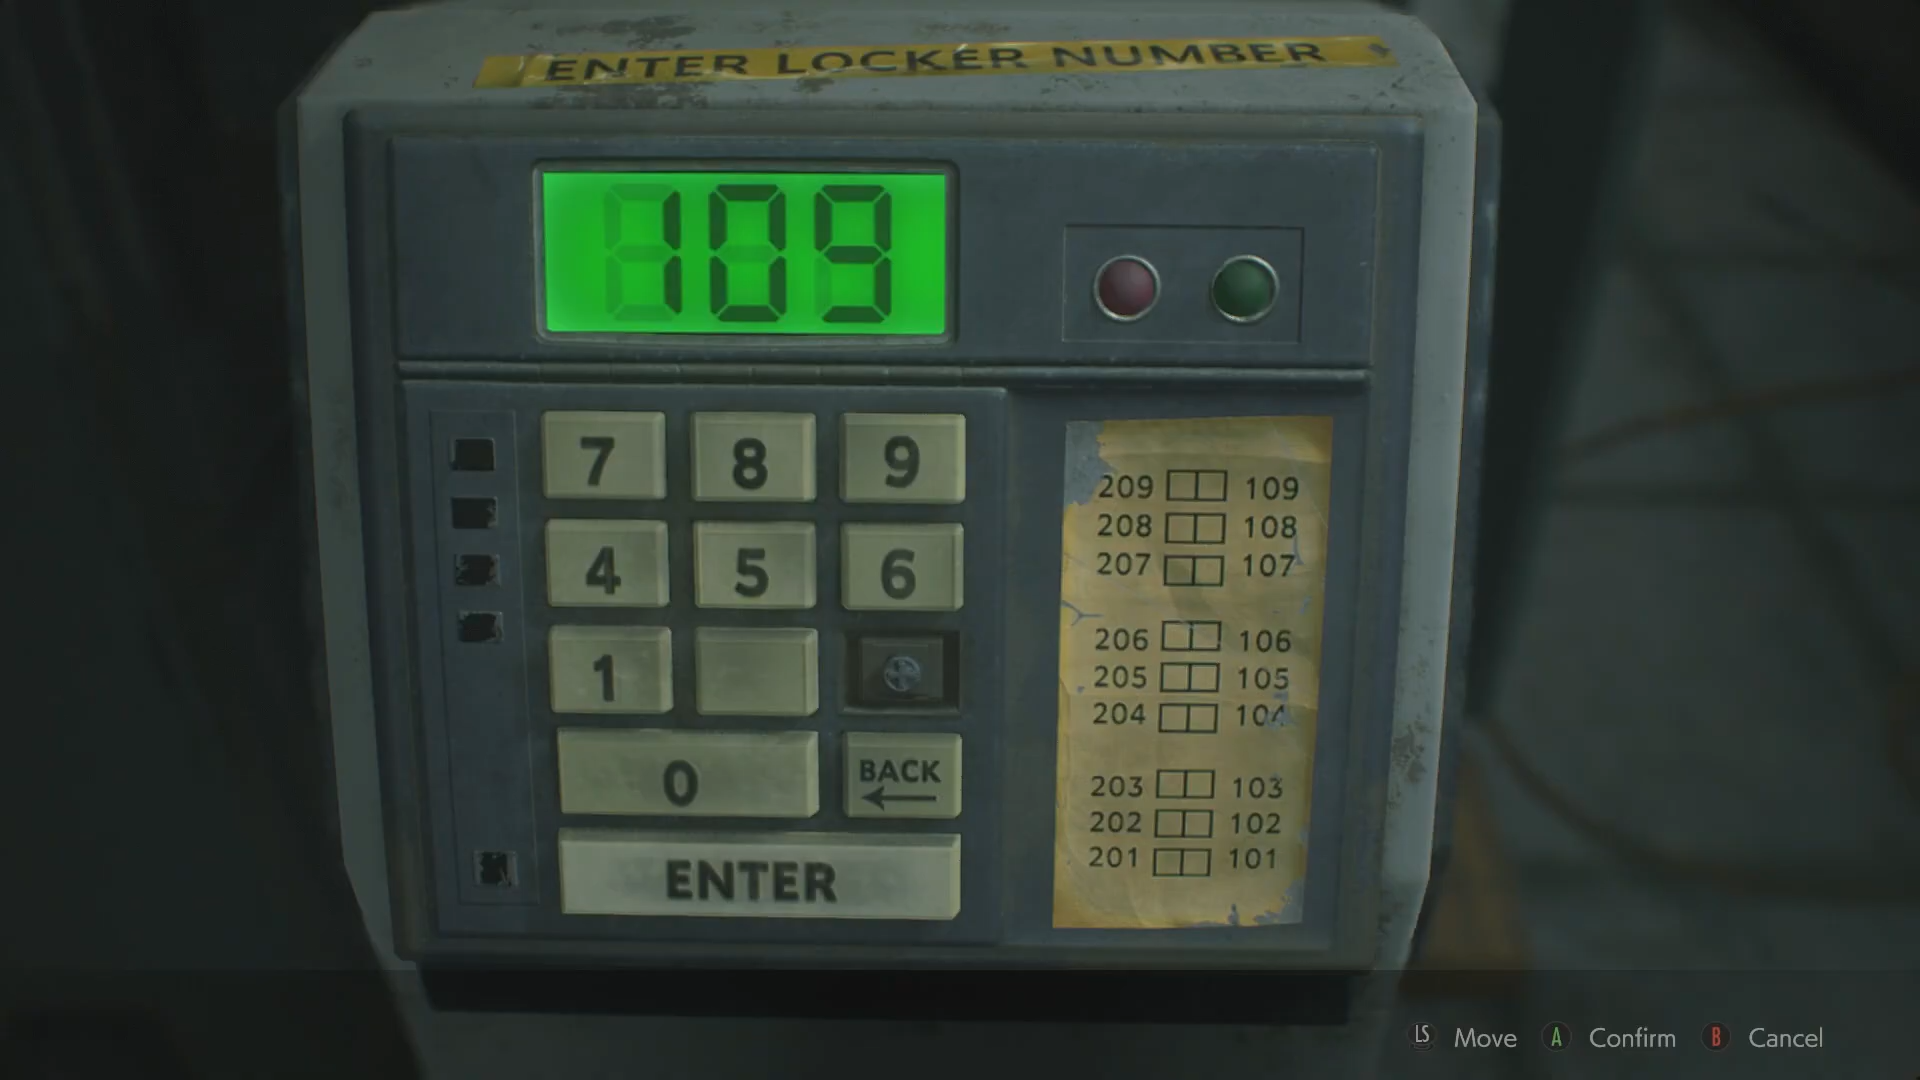 ENTER LOCKER NUMBER
109
7 8 9
4 5 6
1
0 BACK
ENTER
209 109
208 108
207 107
206 106
205 105
204 104
203 103
202 102
201 101
LS Move A Confirm B Cancel